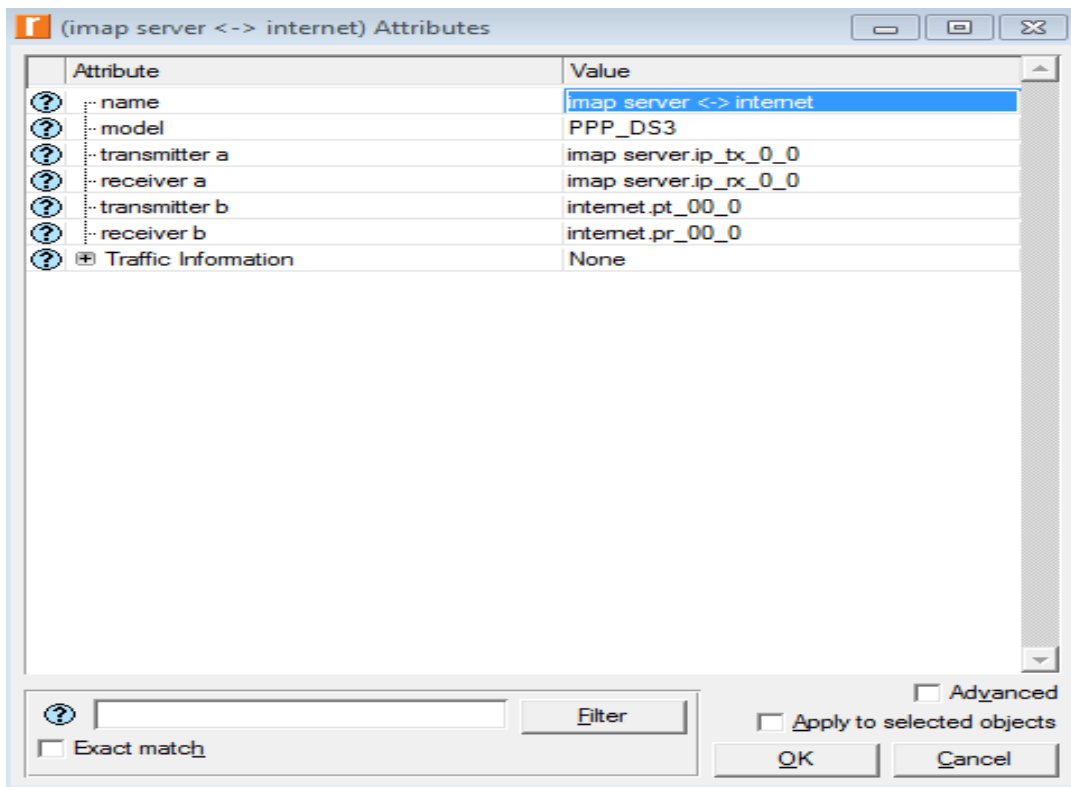 (imap server <-> internet) Attributes
Attribute Value
name imap server <-> internet
model PPP_DS3
transmitter a imap server.ip_tx_0_0
receiver a imap server.ip_rx_0_0
transmitter b internet.pt_00_0
receiver b internet.pr_00_0
Traffic Information None
Advanced
Filter
Apply to selected objects
Exact match
OK Cancel